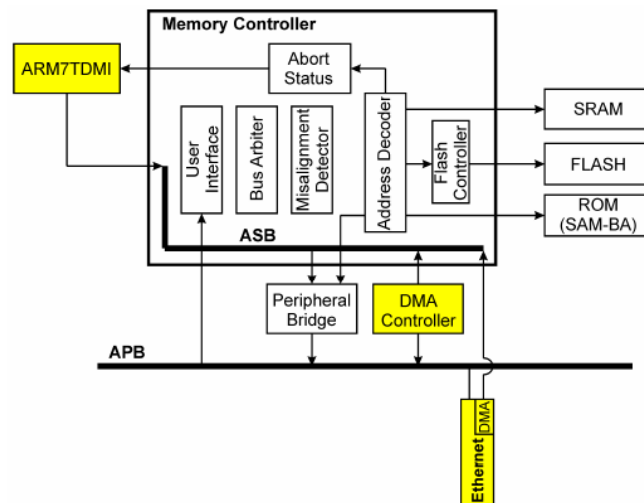 Memory Controller
ARM7TDMI
Abort
Status
SRAM
User
Interface
Bus Arbiter
Misalignment
Detector
Address Decoder
Flash
Controller
FLASH
ROM
(SAM-BA)
ASB
Peripheral
Bridge
DMA
Controller
APB
Ethernet
DMA